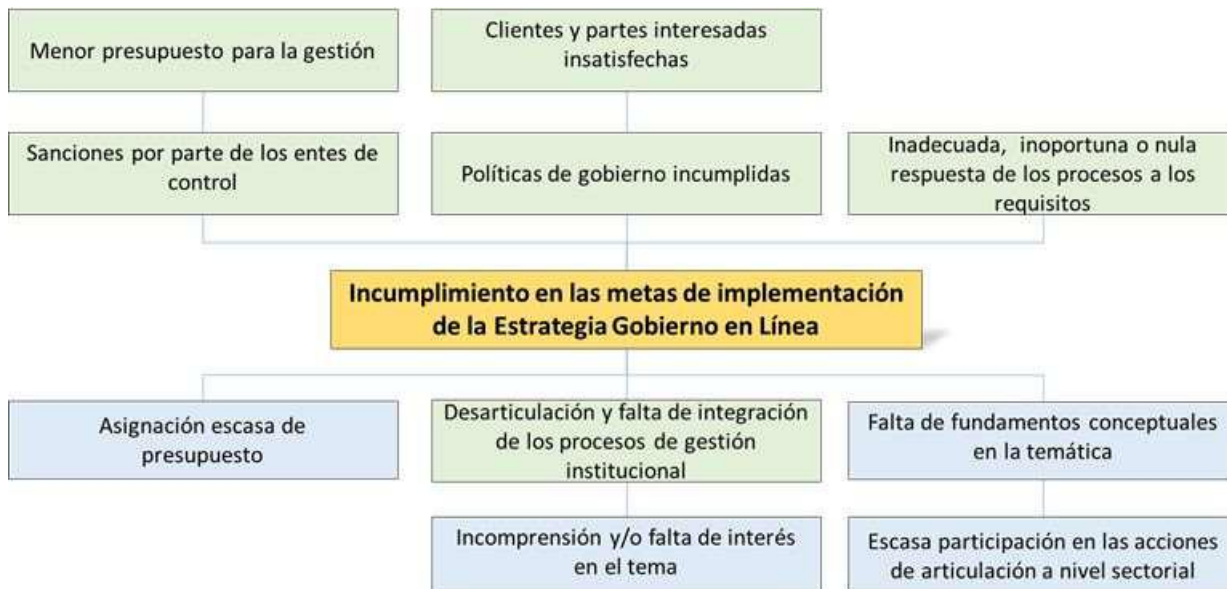 Menor presupuesto para la gestión
Clientes y partes interesadas
insatisfechas
Sanciones por parte de los entes de
control
Políticas de gobierno incumplidas
Inadecuada, inoportuna o nula
respuesta de los procesos a los
requisitos
Incumplimiento en las metas de implementación
de la Estrategia Gobierno en Línea
Asignación escasa de
presupuesto
Desarticulación y falta de integración
de los procesos de gestión
institucional
Falta de fundamentos conceptuales
en la temática
Incomprensión y/o falta de interés
en el tema
Escasa participación en las acciones
de articulación a nivel sectorial